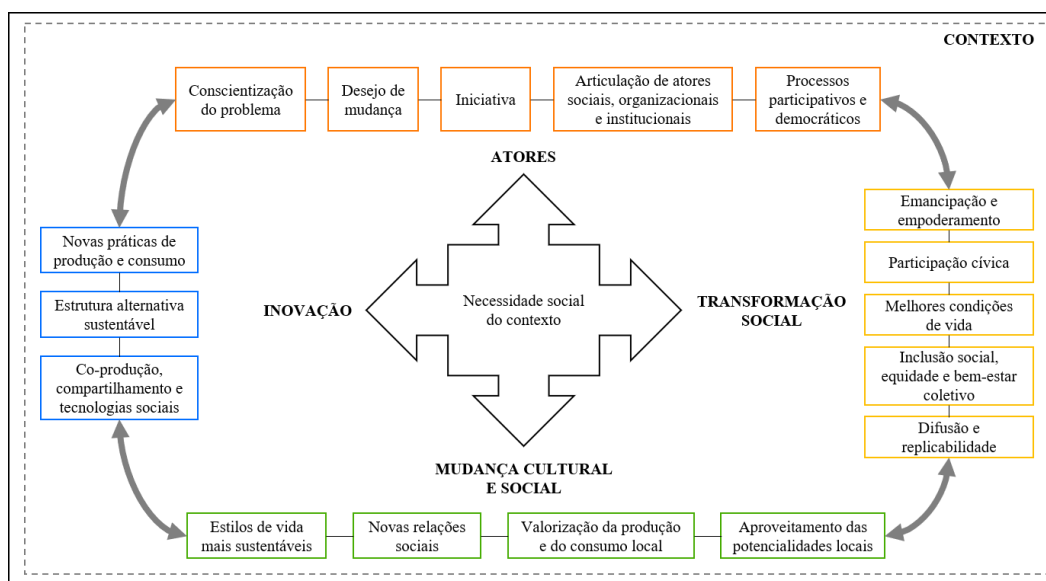 CONTEXTO
Conscientização
do problema
Desejo de
mudança
Iniciativa
Articulação de atores
sociais, organizacionais
e institucionais
Processos
participativos e
democráticos
ATORES
Novas práticas de
produção e consumo
Estrutura alternativa
sustentável
Co-produção,
compartilhamento e
tecnologias sociais
INOVAÇÃO
Necessidade social
do contexto
TRANSFORMAÇÃO
SOCIAL
Emancipação e
empoderamento
Participação cívica
Melhores condições
de vida
Inclusão social,
equidade e bem-estar
coletivo
Difusão e
replicabilidade
MUDANÇA CULTURAL
E SOCIAL
Estilos de vida
mais sustentáveis
Novas relações
sociais
Valorização da produção
e do consumo local
Aproveitamento das
potencialidades locais